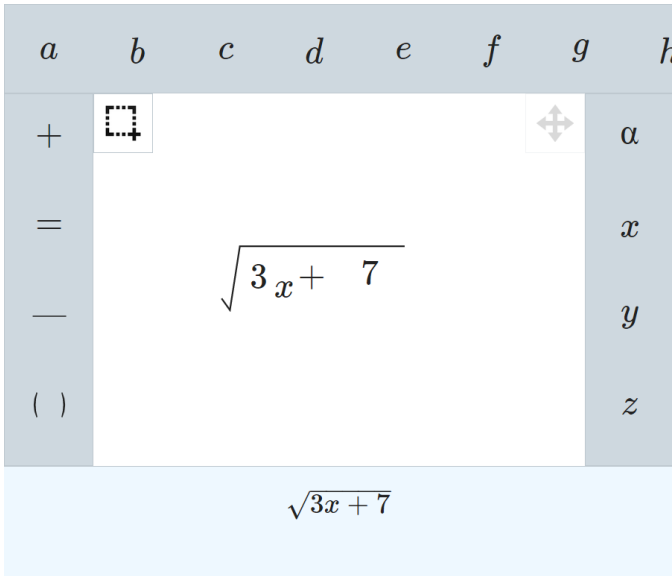 a b c d e f g h
+ α
= x
√(3x + 7)
— y
( ) z
√(3x + 7)